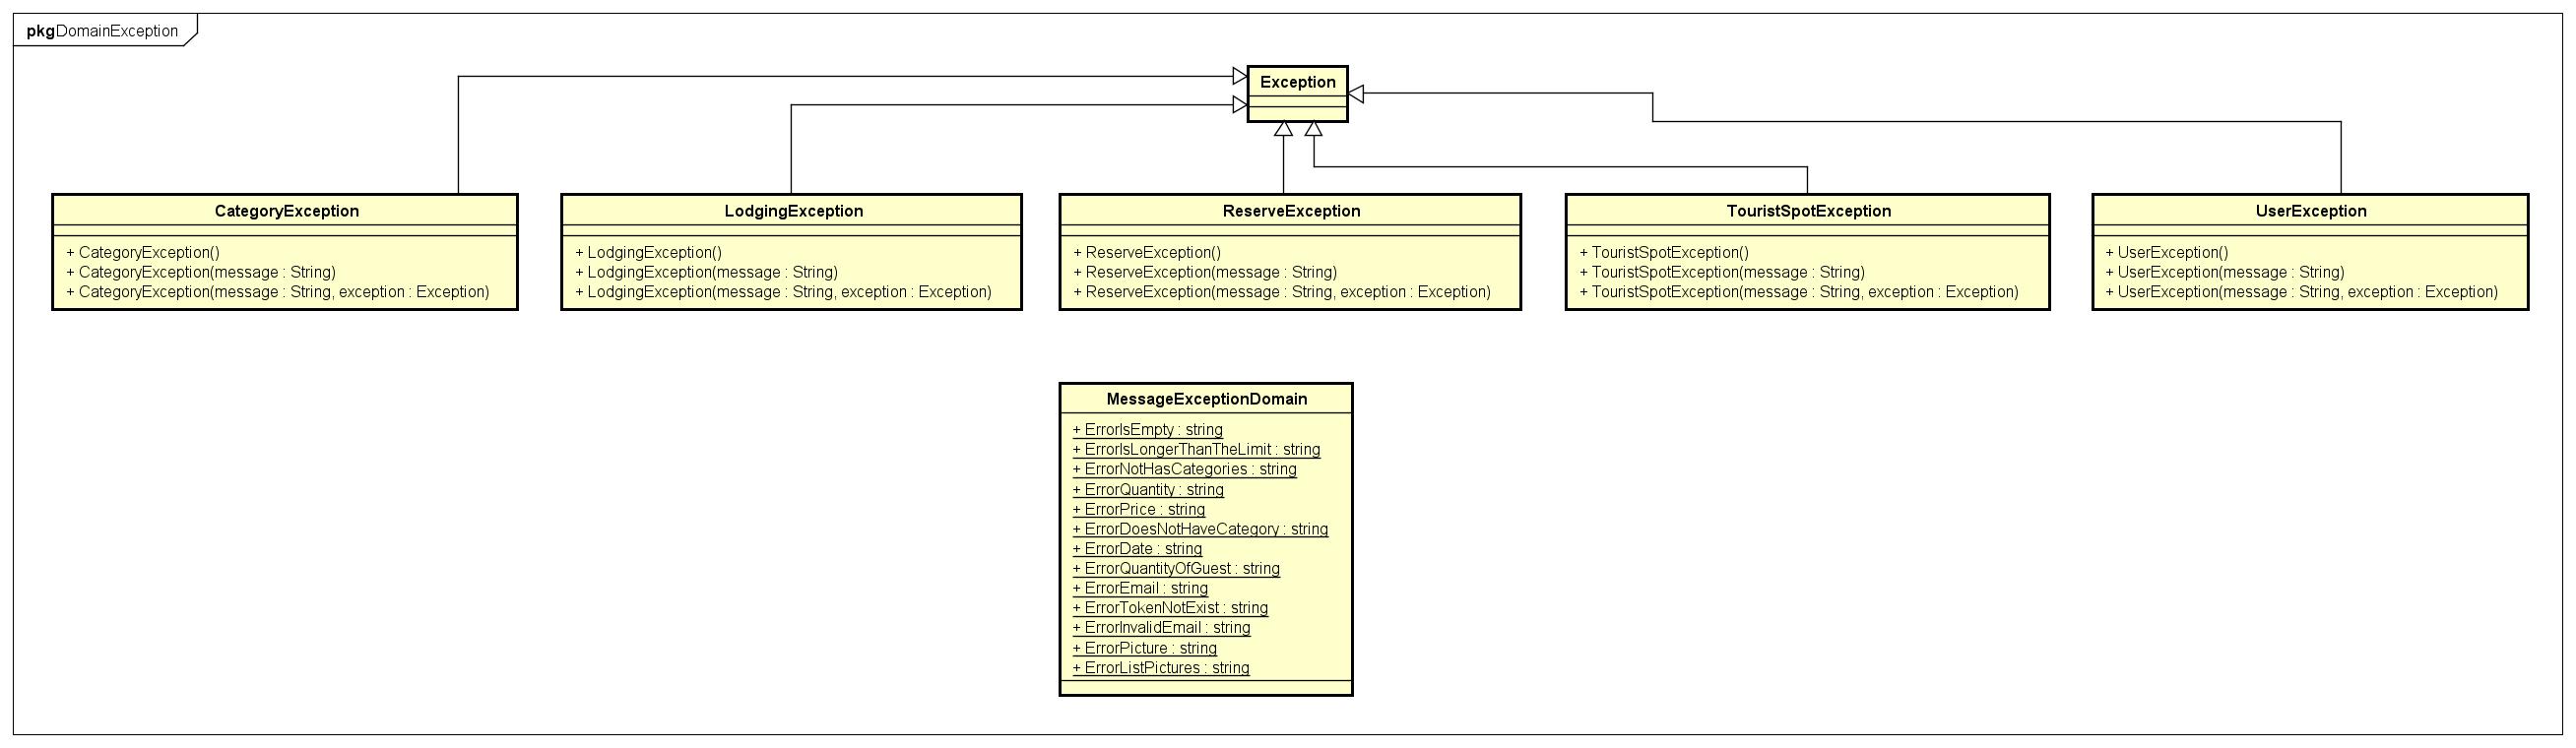 pkg DomainException
Exception
CategoryException
+ CategoryException()
+ CategoryException(message : String)
+ CategoryException(message : String, exception : Exception)
LodgingException
+ LodgingException()
+ LodgingException(message : String)
+ LodgingException(message : String, exception : Exception)
ReserveException
+ ReserveException()
+ ReserveException(message : String)
+ ReserveException(message : String, exception : Exception)
TouristSpotException
+ TouristSpotException()
+ TouristSpotException(message : String)
+ TouristSpotException(message : String, exception : Exception)
UserException
+ UserException()
+ UserException(message : String)
+ UserException(message : String, exception : Exception)
MessageExceptionDomain
+ ErrorIsEmpty : string
+ ErrorIsLongerThanTheLimit : string
+ ErrorNotHasCategories : string
+ ErrorQuantity : string
+ ErrorPrice : string
+ ErrorDoesNotHaveCategory : string
+ ErrorDate : string
+ ErrorQuantityOfGuest : string
+ ErrorEmail : string
+ ErrorTokenNotExist : string
+ ErrorInvalidEmail : string
+ ErrorPicture : string
+ ErrorListPictures : string